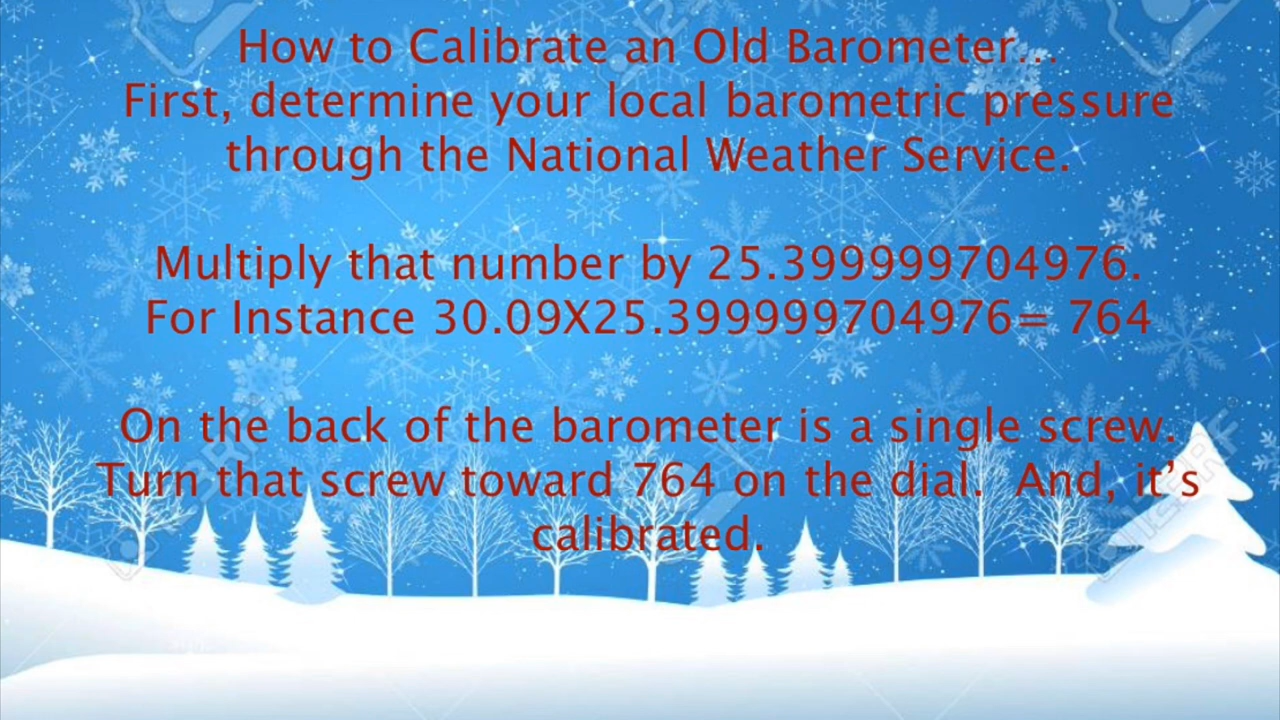 How to Calibrate an Old Barometer...
First, determine your local barometric pressure
through the National Weather Service.
Multiply that number by 25.399999704976.
For Instance 30.09X25.399999704976= 764
On the back of the barometer is a single screw.
Turn that screw toward 764 on the dial.  And, it’s
calibrated.